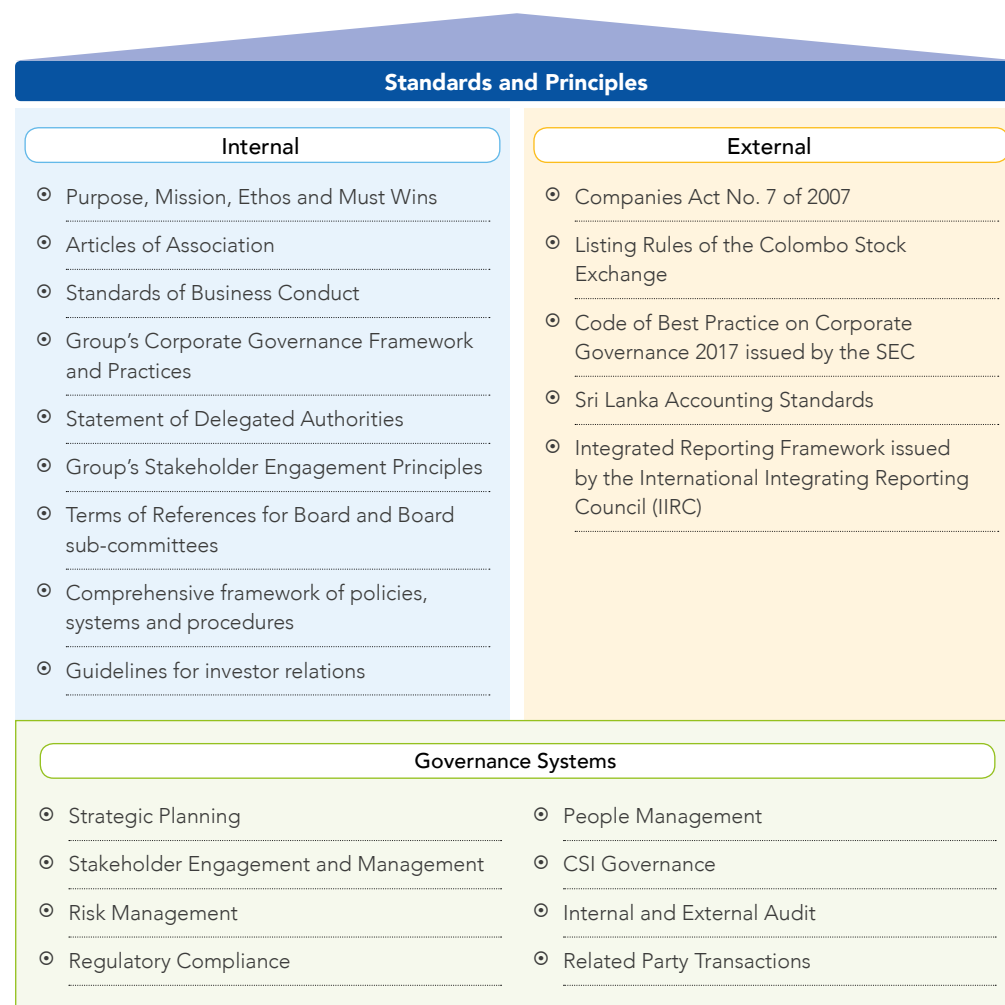 Standards and Principles
Internal
Purpose, Mission, Ethos and Must Wins
Articles of Association
Standards of Business Conduct
Group's Corporate Governance Framework
and Practices
Statement of Delegated Authorities
Group's Stakeholder Engagement Principles
Terms of References for Board and Board
sub-committees
Comprehensive framework of policies,
systems and procedures
Guidelines for investor relations
External
Companies Act No. 7 of 2007
Listing Rules of the Colombo Stock
Exchange
Code of Best Practice on Corporate
Governance 2017 issued by the SEC
Sri Lanka Accounting Standards
Integrated Reporting Framework issued
by the International Integrating Reporting
Council (IIRC)
Governance Systems
Strategic Planning
Stakeholder Engagement and Management
Risk Management
Regulatory Compliance
People Management
CSI Governance
Internal and External Audit
Related Party Transactions